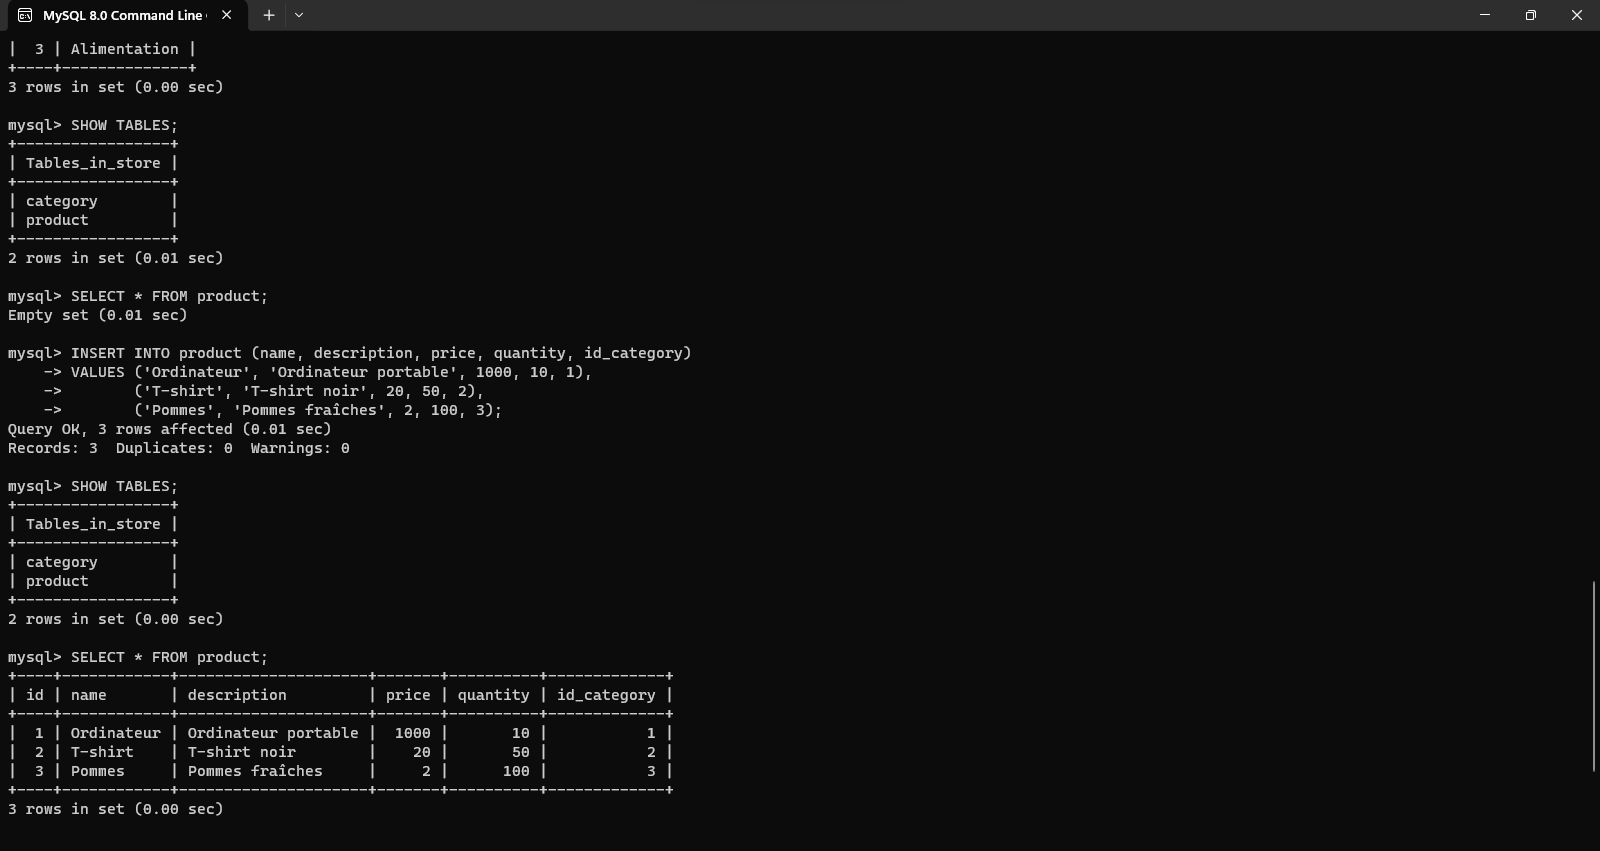 MySQL 8.0 Command Line
|  3 | Alimentation |
+----+--------------+
3 rows in set (0.00 sec)
mysql> SHOW TABLES;
+-----------------+
| Tables_in_store |
+-----------------+
| category        |
| product         |
+-----------------+
2 rows in set (0.01 sec)
mysql> SELECT * FROM product;
Empty set (0.01 sec)
mysql> INSERT INTO product (name, description, price, quantity, id_category)
    -> VALUES ('Ordinateur', 'Ordinateur portable', 1000, 10, 1),
    ->        ('T-shirt', 'T-shirt noir', 20, 50, 2),
    ->        ('Pommes', 'Pommes fraîches', 2, 100, 3);
Query OK, 3 rows affected (0.01 sec)
Records: 3  Duplicates: 0  Warnings: 0
mysql> SHOW TABLES;
+-----------------+
| Tables_in_store |
+-----------------+
| category        |
| product         |
+-----------------+
2 rows in set (0.00 sec)
mysql> SELECT * FROM product;
+----+------------+---------------------+-------+----------+-------------+
| id | name       | description         | price | quantity | id_category |
+----+------------+---------------------+-------+----------+-------------+
|  1 | Ordinateur | Ordinateur portable |  1000 |       10 |           1 |
|  2 | T-shirt    | T-shirt noir        |    20 |       50 |           2 |
|  3 | Pommes     | Pommes fraîches     |     2 |      100 |           3 |
+----+------------+---------------------+-------+----------+-------------+
3 rows in set (0.00 sec)